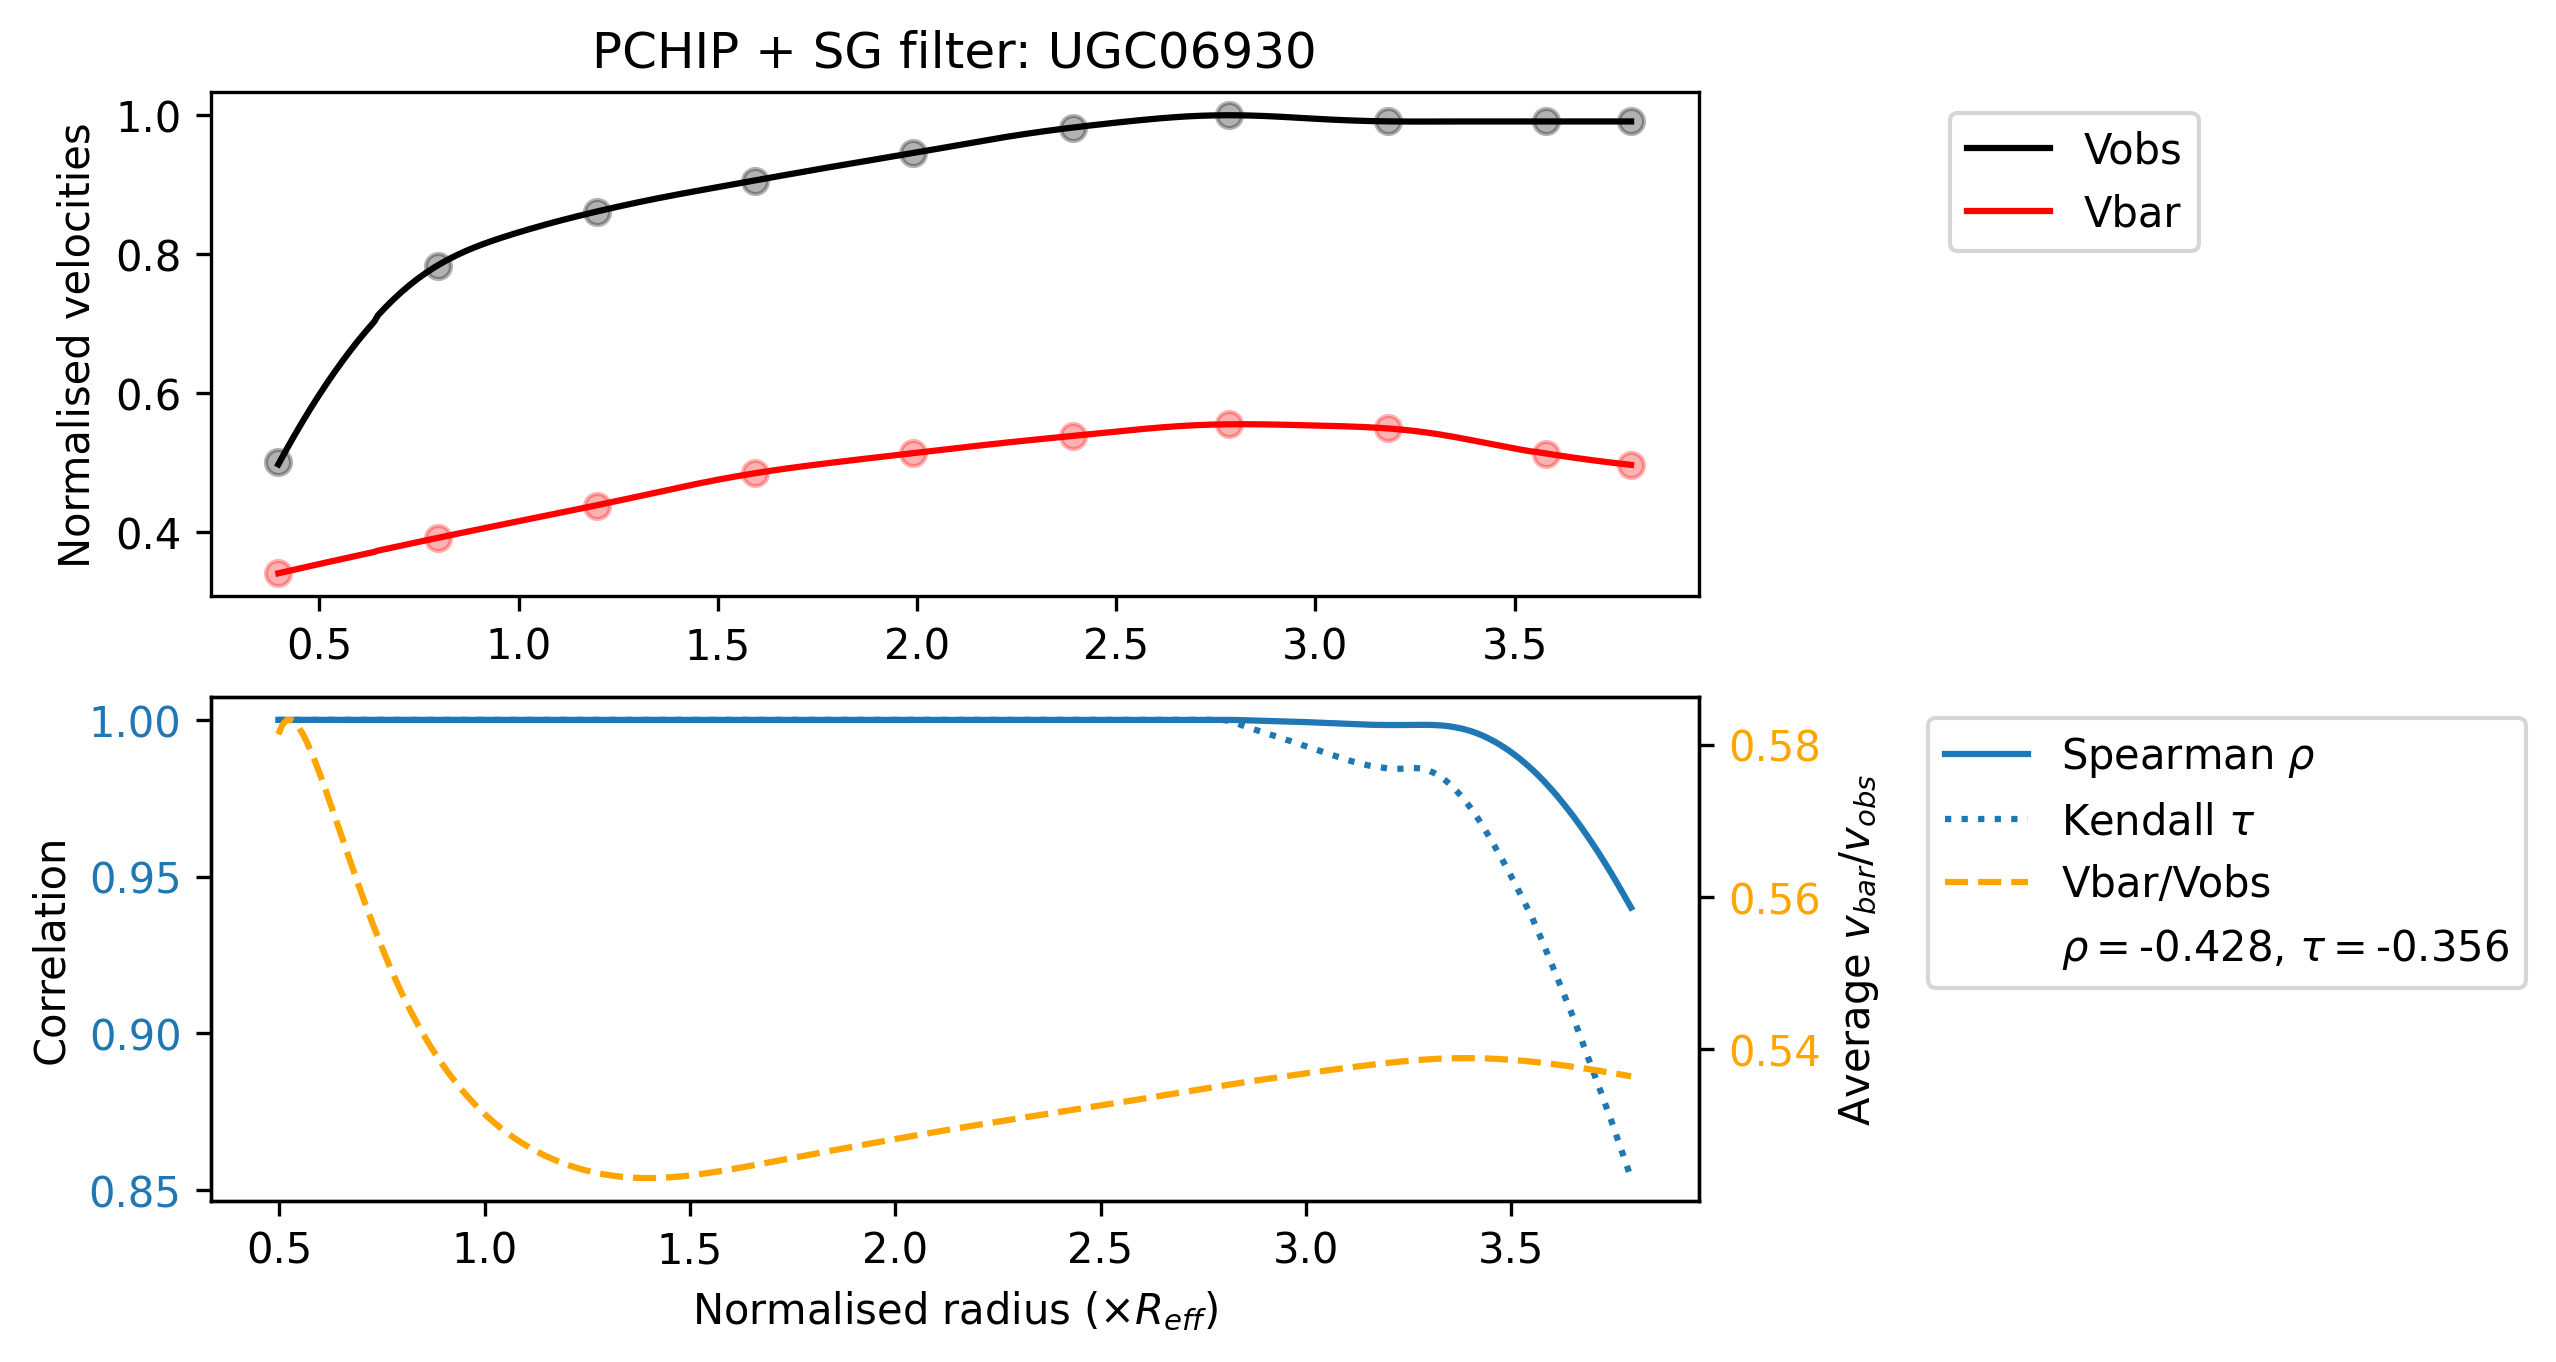 PCHIP + SG filter: UGC06930
Normalised velocities
1.0
0.8
0.6
0.4
0.5 1.0 1.5 2.0 2.5 3.0 3.5
Vobs
Vbar
Correlation
1.00
0.95
0.90
0.85
0.5 1.0 1.5 2.0 2.5 3.0 3.5
Normalised radius (×R_eff)
0.58
0.56
0.54
Average v_bar/v_obs
Spearman ρ
Kendall τ
Vbar/Vobs
ρ = -0.428, τ = -0.356